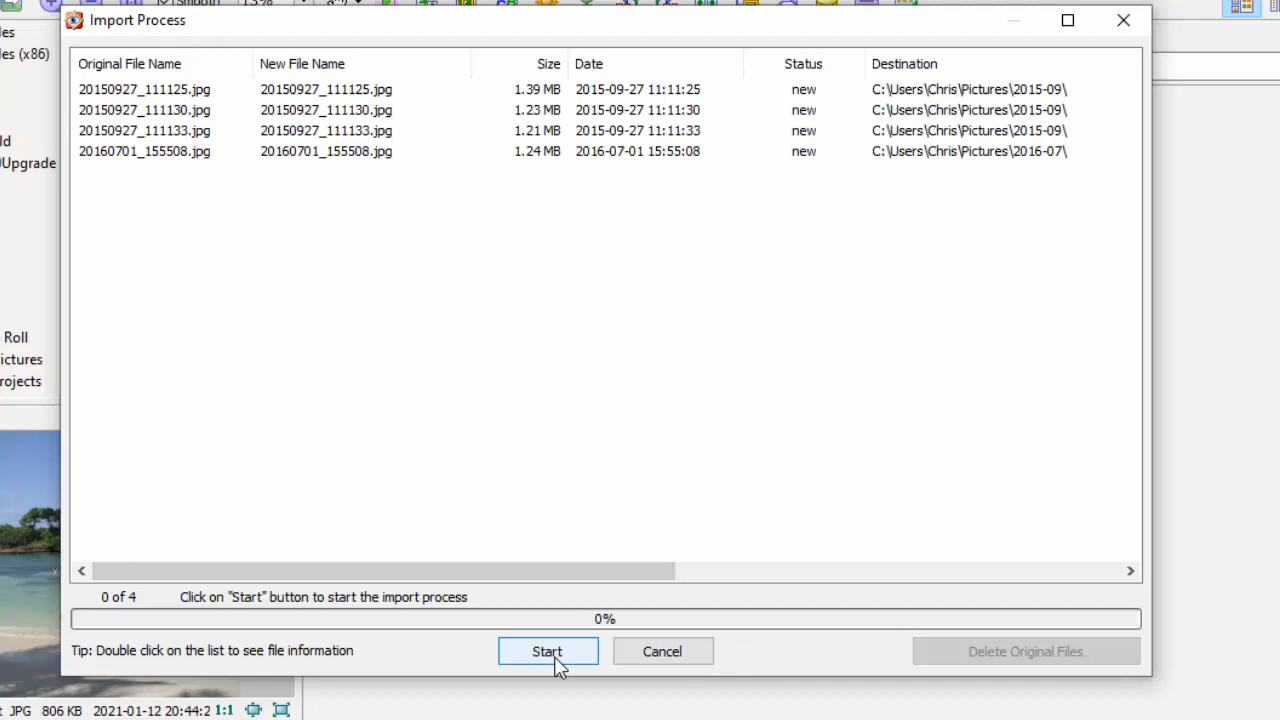 Smooth 13%
Import Process
les
les (x86)
Original File Name New File Name Size Date Status Destination
20150927_111125.jpg 20150927_111125.jpg 1.39 MB 2015-09-27 11:11:25 new C:\Users\Chris\Pictures\2015-09\
20150927_111130.jpg 20150927_111130.jpg 1.23 MB 2015-09-27 11:11:30 new C:\Users\Chris\Pictures\2015-09\
20150927_111133.jpg 20150927_111133.jpg 1.21 MB 2015-09-27 11:11:33 new C:\Users\Chris\Pictures\2015-09\
ld
20160701_155508.jpg 20160701_155508.jpg 1.24 MB 2016-07-01 15:55:08 new C:\Users\Chris\Pictures\2016-07\
Upgrade
Roll
ictures
rojects
0 of 4 Click on "Start" button to start the import process
0%
Tip: Double click on the list to see file information Start Cancel Delete Original Files
t JPG 806 KB 2021-01-12 20:44:2 1:1